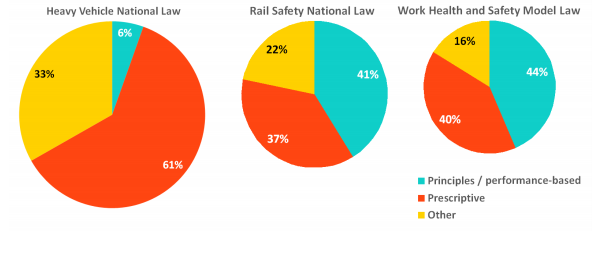 Heavy Vehicle National Law
6%
33%
61%
Rail Safety National Law
22%
41%
37%
Work Health and Safety Model Law
16%
44%
40%
Principles / performance-based
Prescriptive
Other